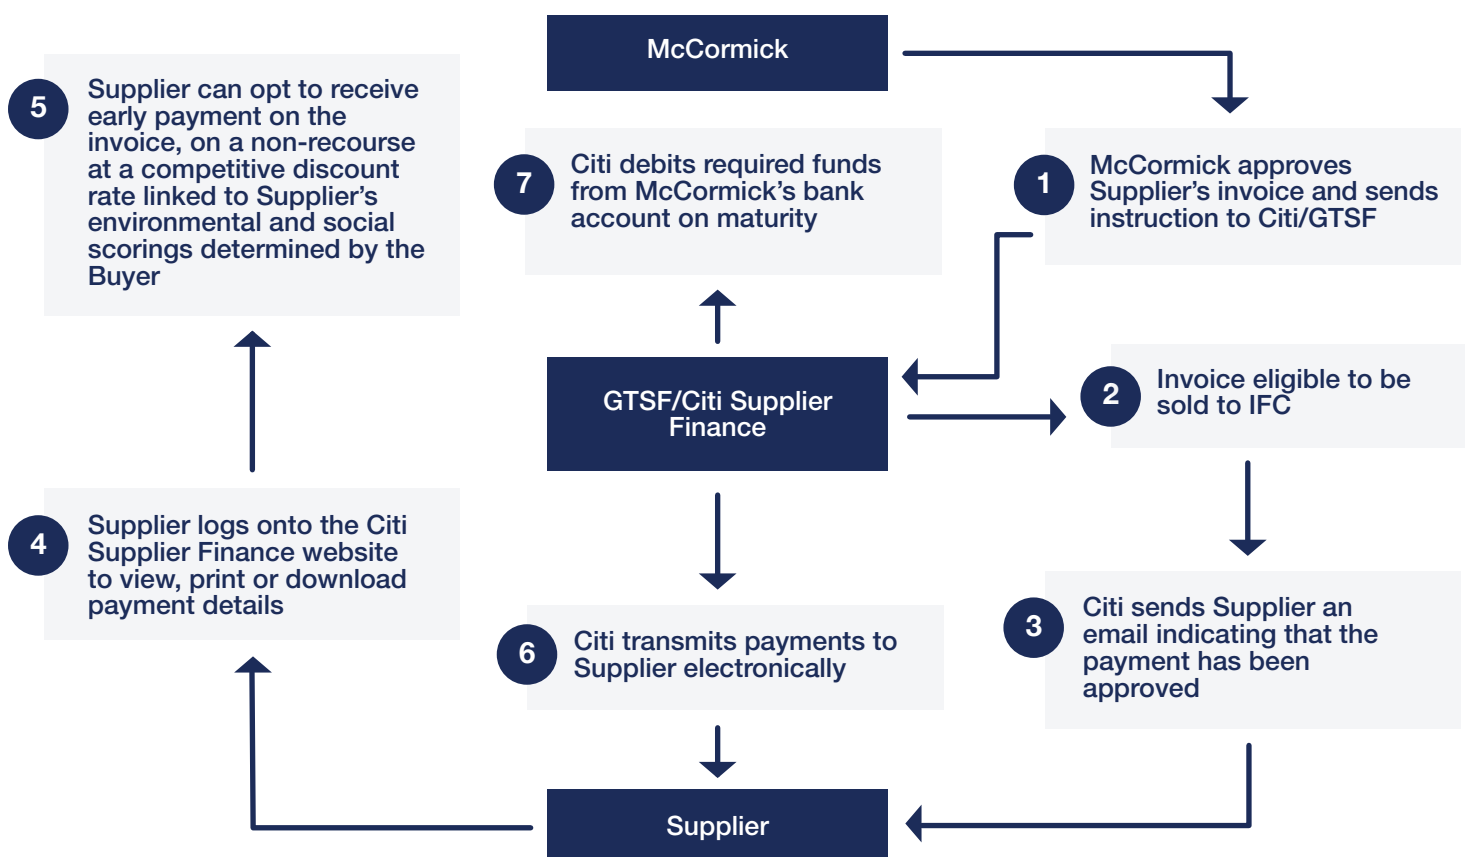 McCormick
5
Supplier can opt to receive
early payment on the
invoice, on a non-recourse
at a competitive discount
rate linked to Supplier's
environmental and social
scorings determined by the
Buyer
7
Citi debits required funds
from McCormick's bank
account on maturity
1
McCormick approves
Supplier's invoice and sends
instruction to Citi/GTSF
GTSF/Citi Supplier
Finance
2
Invoice eligible to be
sold to IFC
4
Supplier logs onto the Citi
Supplier Finance website
to view, print or download
payment details
6
Citi transmits payments to
Supplier electronically
3
Citi sends Supplier an
email indicating that the
payment has been
approved
Supplier